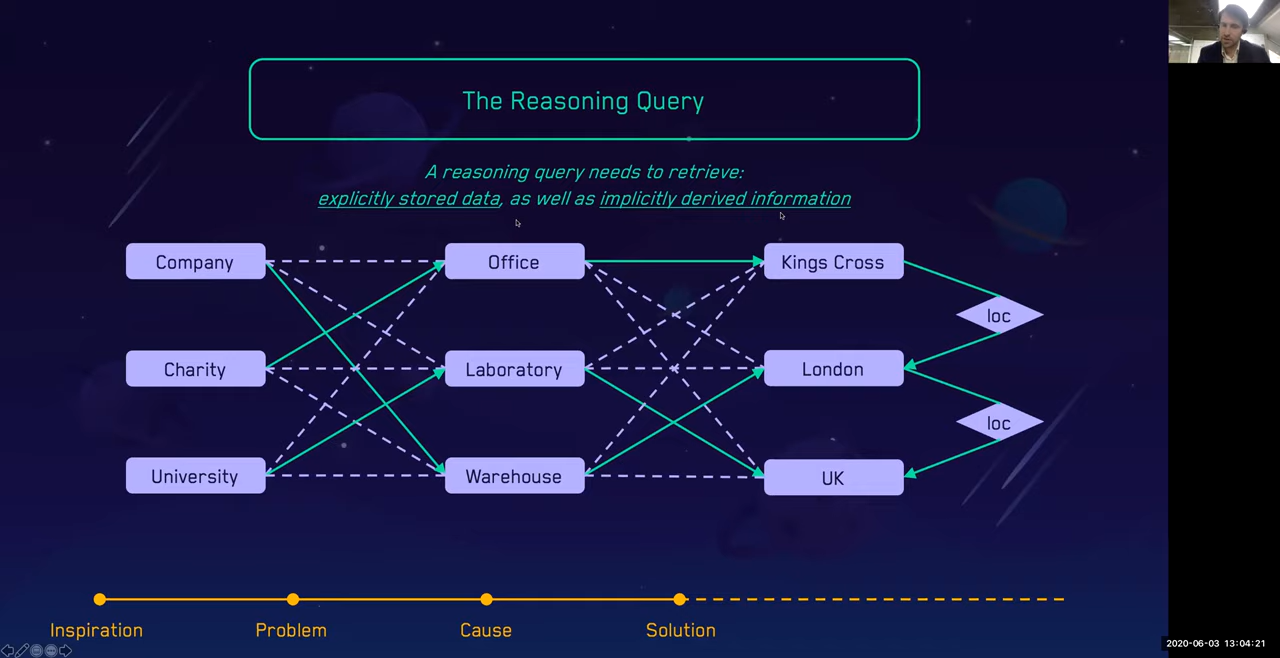 The Reasoning Query
A reasoning query needs to retrieve:
explicitly stored data, as well as implicitly derived information
Company
Office
Kings Cross
loc
Charity
Laboratory
London
loc
University
Warehouse
UK
Inspiration
Problem
Cause
Solution
2020-06-03 13:04:21